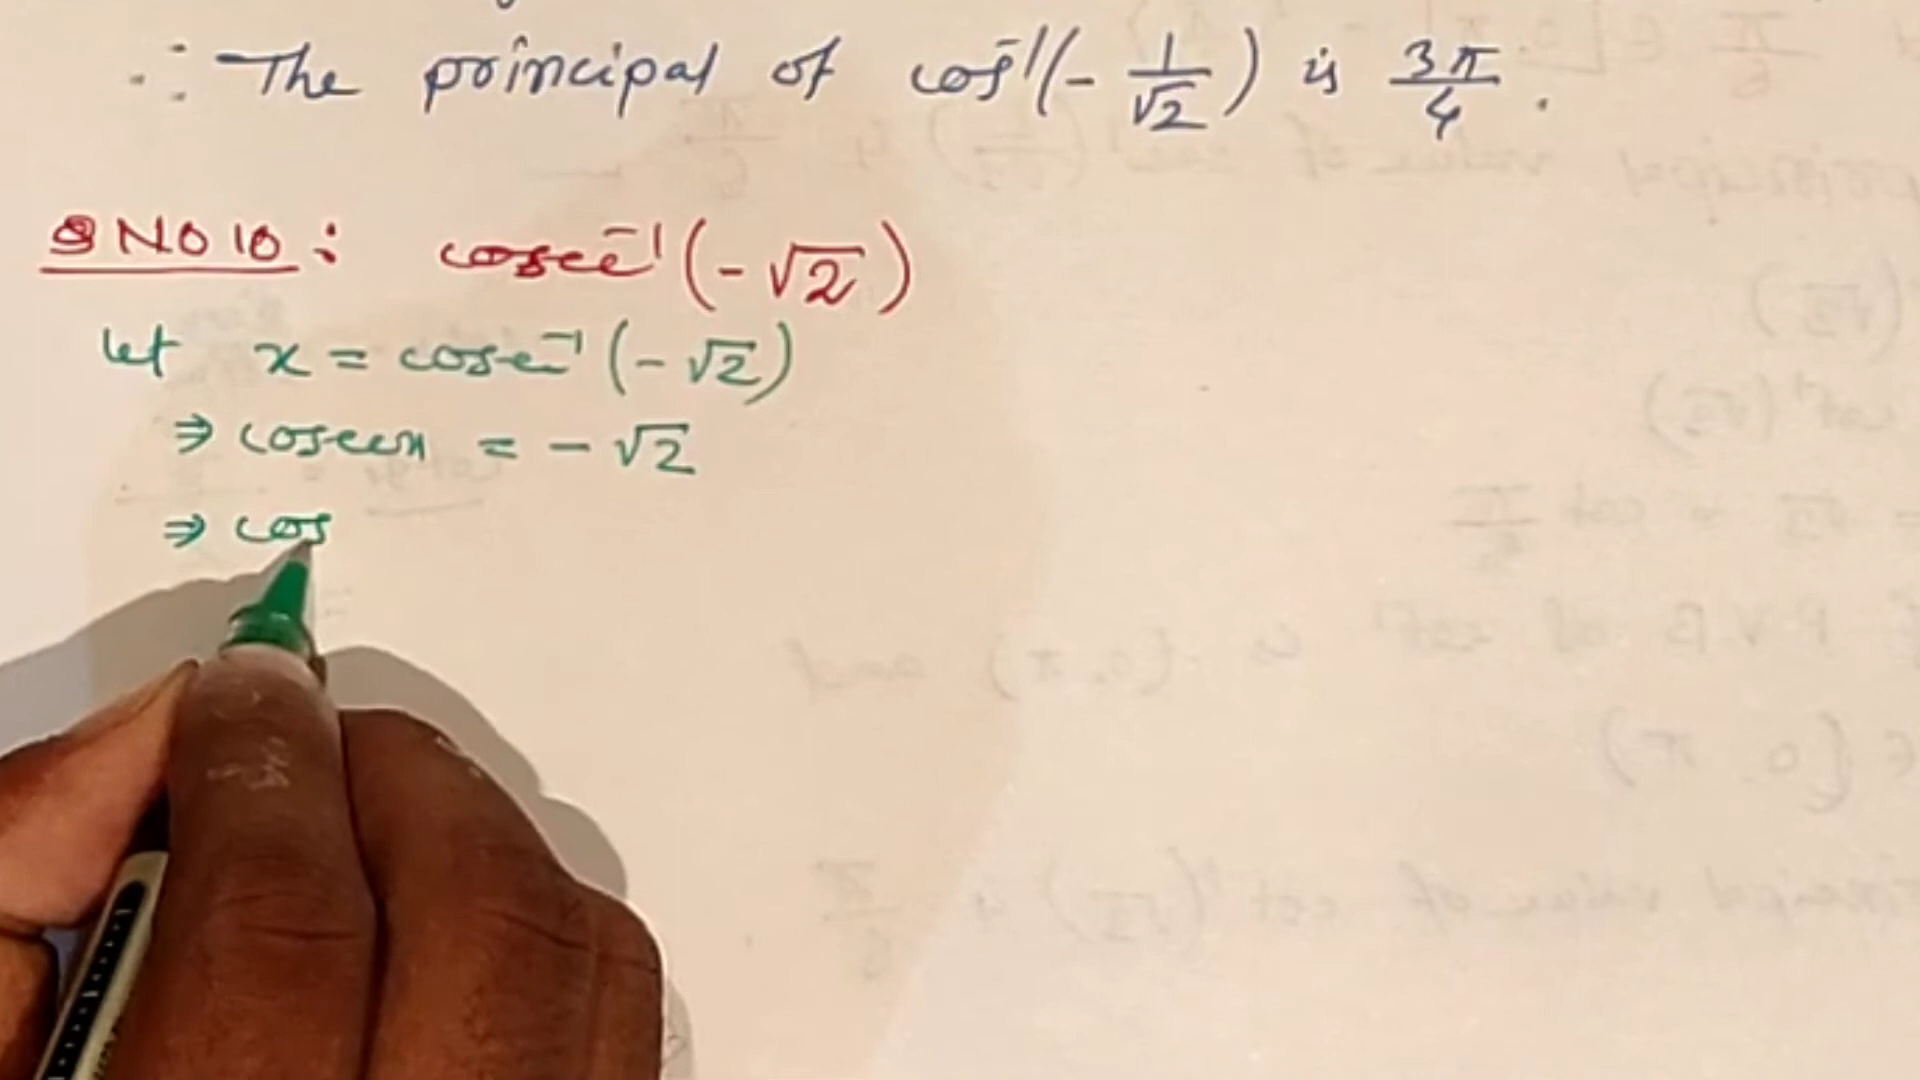 ∴ The principal of cos⁻¹(-1/√2) is 3π/4.
Q NO 10: cosec⁻¹(-√2)
let x = cosec⁻¹(-√2)
⇒ cosecx = -√2
⇒ cos